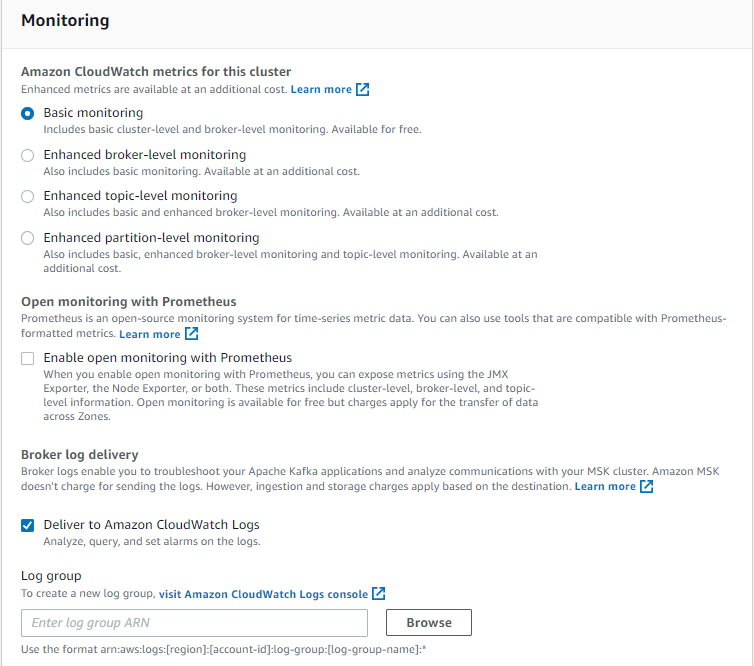 Monitoring
Amazon CloudWatch metrics for this cluster
Enhanced metrics are available at an additional cost. Learn more
Basic monitoring
Includes basic cluster-level and broker-level monitoring. Available for free.
Enhanced broker-level monitoring
Also includes basic monitoring. Available at an additional cost.
Enhanced topic-level monitoring
Also includes basic and enhanced broker-level monitoring. Available at an additional cost.
Enhanced partition-level monitoring
Also includes basic, enhanced broker-level monitoring and topic-level monitoring. Available at an
additional cost.
Open monitoring with Prometheus
Prometheus is an open-source monitoring system for time-series metric data. You can also use tools that are compatible with Prometheus-
formatted metrics. Learn more
Enable open monitoring with Prometheus
When you enable open monitoring with Prometheus, you can expose metrics using the JMX
Exporter, the Node Exporter, or both. These metrics include cluster-level, broker-level, and topic-
level information. Open monitoring is available for free but charges apply for the transfer of data
across Zones.
Broker log delivery
Broker logs enable you to troubleshoot your Apache Kafka applications and analyze communications with your MSK cluster. Amazon MSK
doesn't charge for sending the logs. However, ingestion and storage charges apply based on the destination. Learn more
Deliver to Amazon CloudWatch Logs
Analyze, query, and set alarms on the logs.
Log group
To create a new log group, visit Amazon CloudWatch Logs console
Enter log group ARN
Browse
Use the format arn:aws:logs:[region]:[account-id]:log-group:[log-group-name]:*